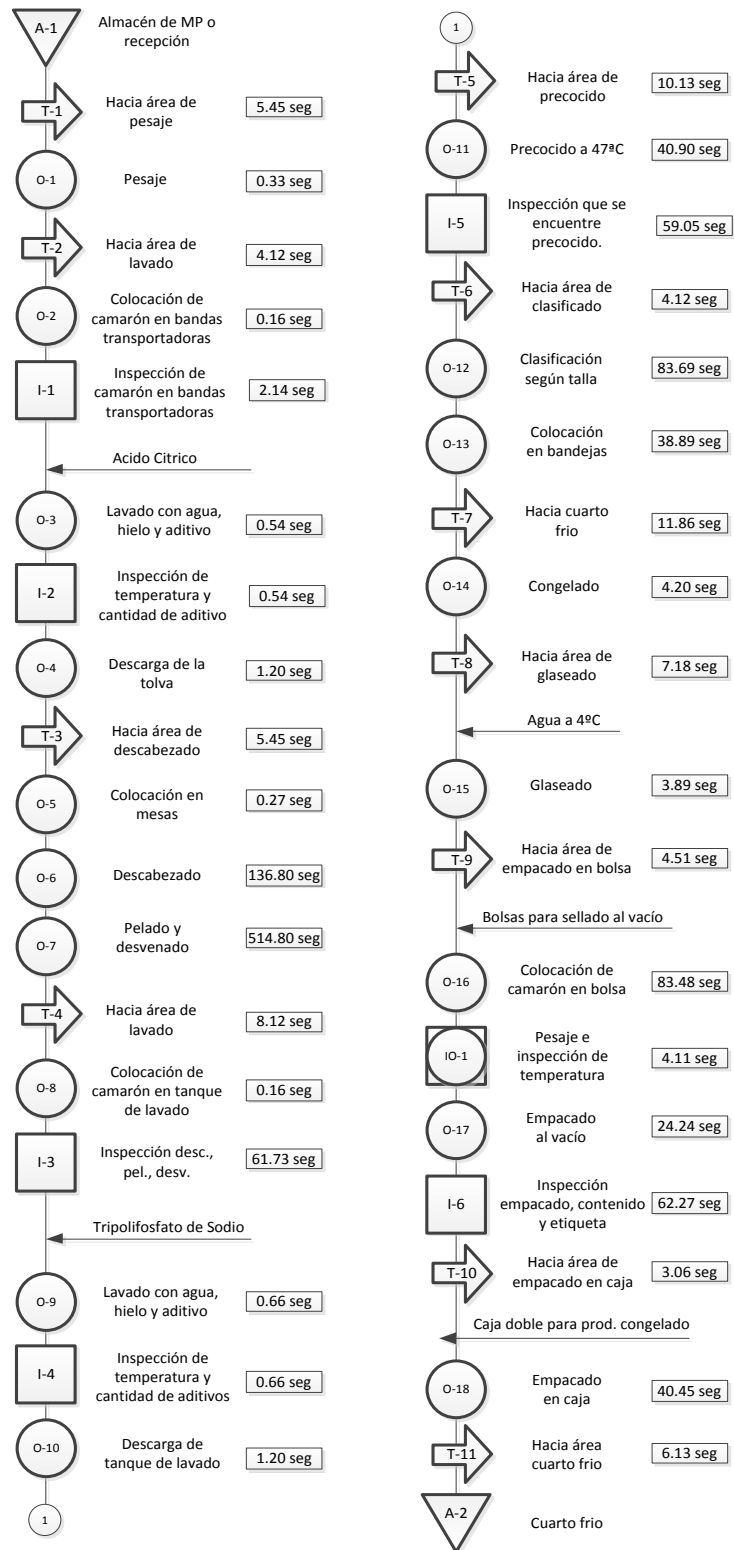 A-1
Almacén de MP o
recepción
T-1
Hacia área de
pesaje
5.45 seg
O-1
Pesaje
0.33 seg
T-2
Hacia área de
lavado
4.12 seg
O-2
Colocación de
camarón en bandas
transportadoras
0.16 seg
I-1
Inspección de
camarón en bandas
transportadoras
2.14 seg
Acido Citrico
O-3
Lavado con agua,
hielo y aditivo
0.54 seg
I-2
Inspección de
temperatura y
cantidad de aditivo
0.54 seg
O-4
Descarga de la
tolva
1.20 seg
T-3
Hacia área de
descabezado
5.45 seg
O-5
Colocación en
mesas
0.27 seg
O-6
Descabezado
136.80 seg
O-7
Pelado y
desvenado
514.80 seg
T-4
Hacia área de
lavado
8.12 seg
O-8
Colocación de
camarón en tanque
de lavado
0.16 seg
I-3
Inspección desc.,
pel., desv.
61.73 seg
Tripolifosfato de Sodio
O-9
Lavado con agua,
hielo y aditivo
0.66 seg
I-4
Inspección de
temperatura y
cantidad de aditivos
0.66 seg
O-10
Descarga de
tanque de lavado
1.20 seg
1
1
T-5
Hacia área de
precocido
10.13 seg
O-11
Precocido a 47ªC
40.90 seg
I-5
Inspección que se
encuentre
precocido.
59.05 seg
T-6
Hacia área de
clasificado
4.12 seg
O-12
Clasificación
según talla
83.69 seg
O-13
Colocación
en bandejas
38.89 seg
T-7
Hacia cuarto
frio
11.86 seg
O-14
Congelado
4.20 seg
T-8
Hacia área de
glaseado
7.18 seg
Agua a 4ºC
O-15
Glaseado
3.89 seg
T-9
Hacia área de
empacado en bolsa
4.51 seg
Bolsas para sellado al vacío
O-16
Colocación de
camarón en bolsa
83.48 seg
IO-1
Pesaje e
inspección de
temperatura
4.11 seg
O-17
Empacado
al vacío
24.24 seg
I-6
Inspección
empacado, contenido
y etiqueta
62.27 seg
T-10
Hacia área de
empacado en caja
3.06 seg
Caja doble para prod. congelado
O-18
Empacado
en caja
40.45 seg
T-11
Hacia área
cuarto frio
6.13 seg
A-2
Cuarto frio